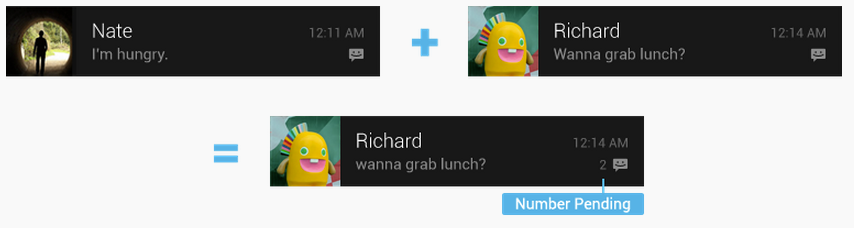 Nate
12:11 AM
I'm hungry.
+
Richard
12:14 AM
Wanna grab lunch?
=
Richard
12:14 AM
wanna grab lunch?
2
Number Pending